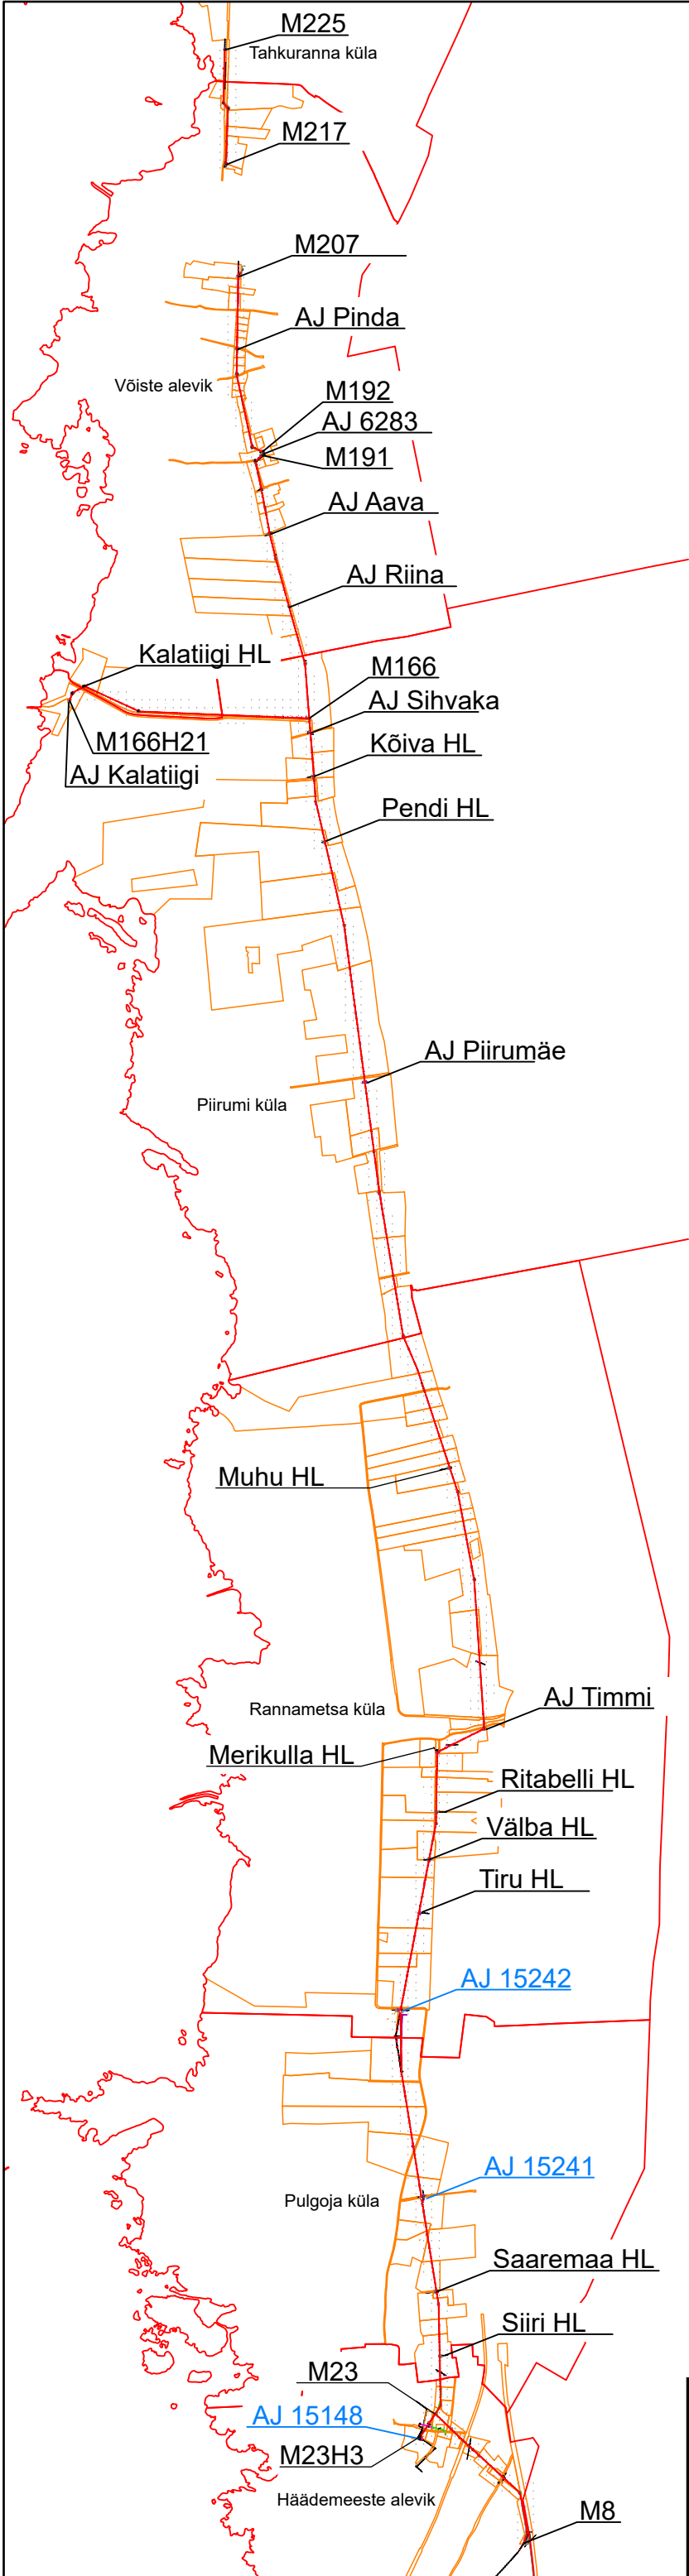 M225
Tahkuranna küla
M217
M207
AJ Pinda
Võiste alevik
M192
AJ 6283
M191
AJ Aava
AJ Riina
Kalatiigi HL
M166
AJ Sihvaka
M166H21
Kõiva HL
AJ Kalatiigi
Pendi HL
AJ Piirumäe
Piirumi küla
Muhu HL
AJ Timmi
Rannametsa küla
Merikulla HL
Ritabelli HL
Välba HL
Tiru HL
AJ 15242
AJ 15241
Pulgoja küla
Saaremaa HL
Siiri HL
M23
AJ 15148
M23H3
Häädemeeste alevik
M8